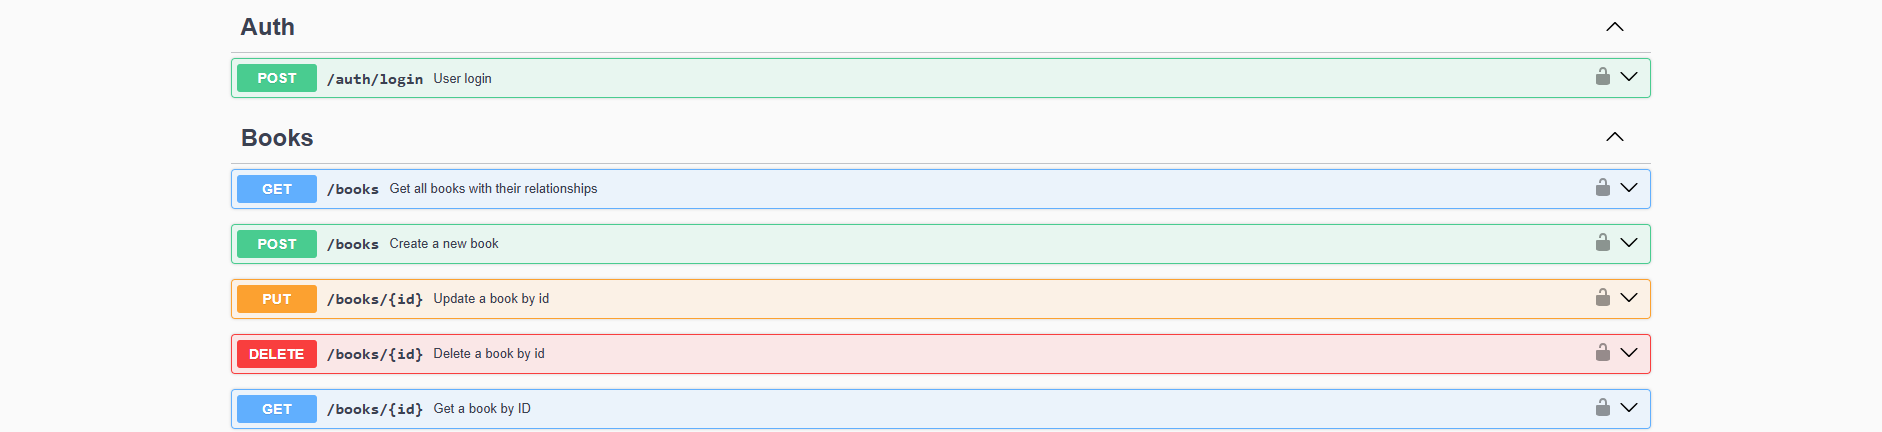 Auth
POST /auth/login User login
Books
GET /books Get all books with their relationships
POST /books Create a new book
PUT /books/{id} Update a book by id
DELETE /books/{id} Delete a book by id
GET /books/{id} Get a book by ID